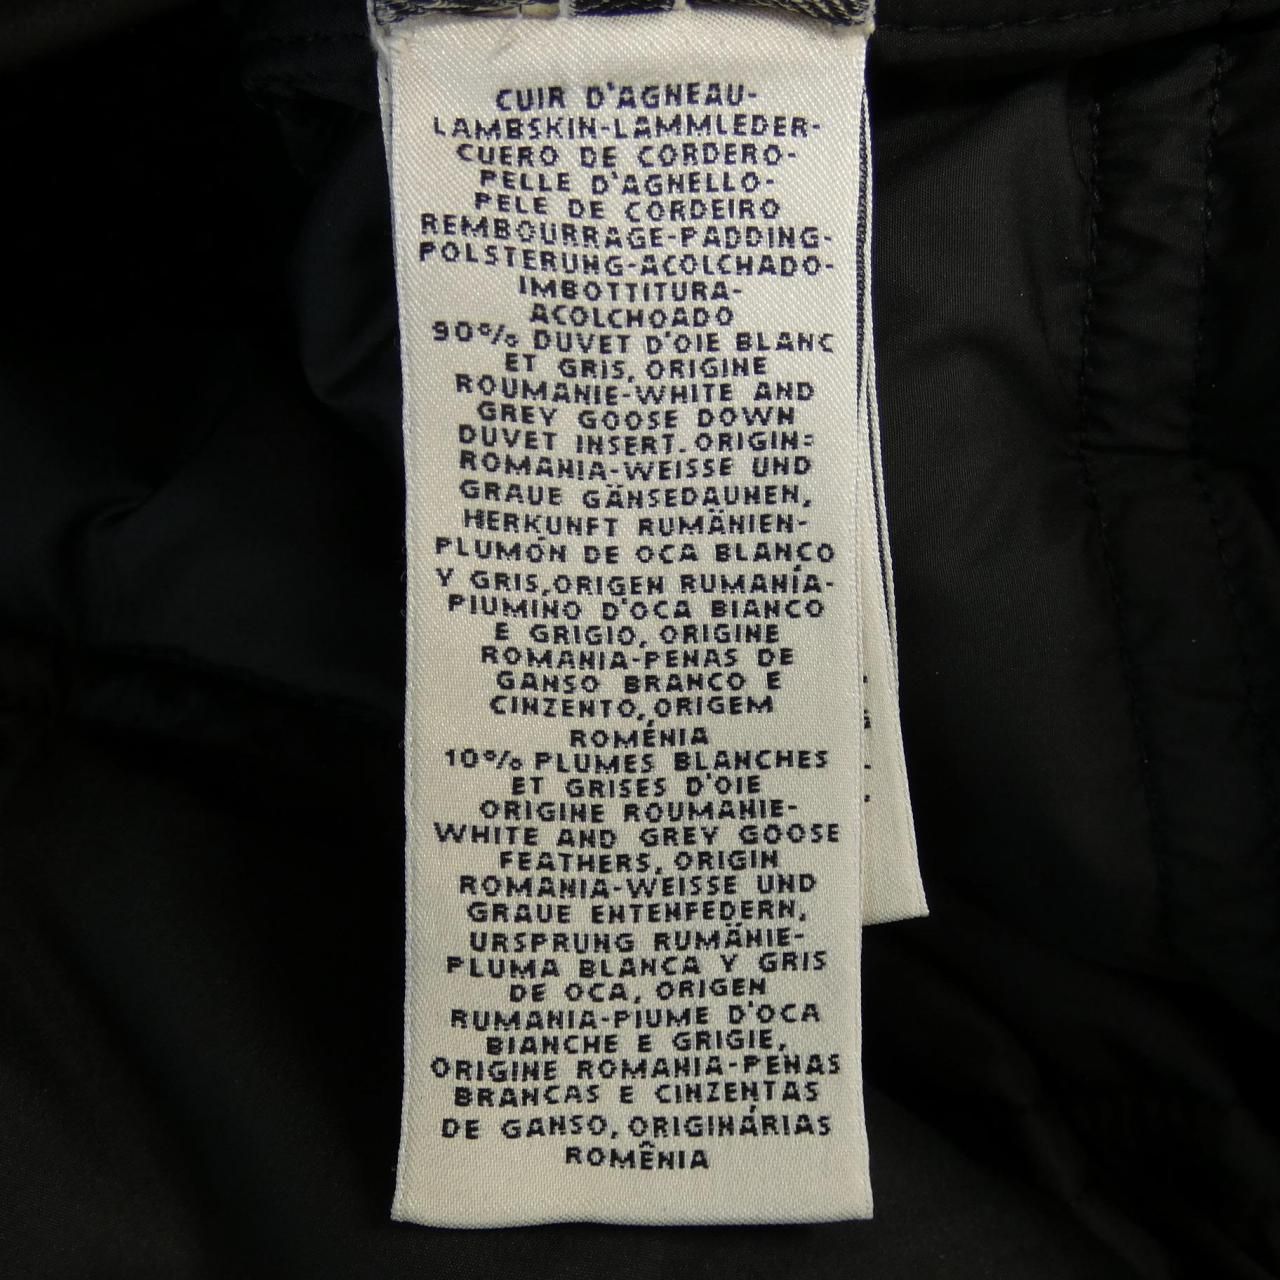 CUIR D'AGNEAU-
LAMBSKIN-LAMMLEDER-
CUERO DE CORDERO-
PELLE D'AGNELLO-
PELE DE CORDEIRO
REMBOURRAGE-PADDING-
POLSTERUNG-ACOLCHADO-
IMBOTTITURA-
ACOLCHOADO
90% DUVET D'OIE BLANC
ET GRIS, ORIGINE
ROUMANIE-WHITE AND
GREY GOOSE DOWN
DUVET INSERT. ORIGIN:
ROMANIA-WEISSE UND
GRAUE GÄNSEDAUNEN,
HERKUNFT RUMÄNIEN-
PLUMÓN DE OCA BLANCO
Y GRIS,ORIGEN RUMANÍA-
PIUMINO D'OCA BIANCO
E GRIGIO, ORIGINE
ROMANIA-PENAS DE
GANSO BRANCO E
CINZENTO, ORIGEM
ROMÉNIA
10% PLUMES BLANCHES
ET GRISES D'OIE
ORIGINE ROUMANIE-
WHITE AND GREY GOOSE
FEATHERS, ORIGIN
ROMANIA-WEISSE UND
GRAUE ENTENFEDERN,
URSPRUNG RUMÄNIE-
PLUMA BLANCA Y GRIS
DE OCA, ORIGEN
RUMANIA-PIUME D'OCA
BIANCHE E GRIGIE,
ORIGINE ROMANIA-PENAS
BRANCAS E CINZENTAS
DE GANSO, ORIGINÁRIAS
ROMÊNIA